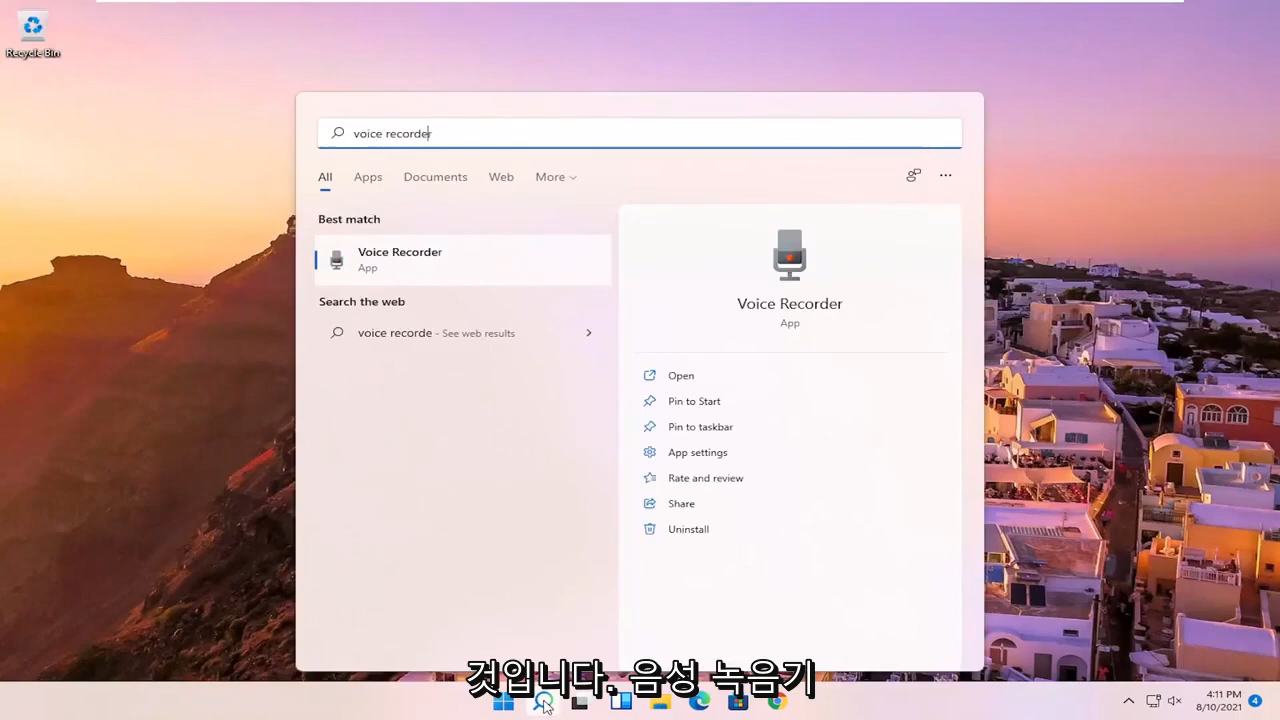 Recycle Bin
voice recorder
All Apps Documents Web More
Best match
Voice Recorder
App
Search the web
voice recorde - See web results
Voice Recorder
App
Open
Pin to Start
Pin to taskbar
App settings
Rate and review
Share
Uninstall
것입니다. 음성 녹음기
4:11 PM
8/10/2021
4